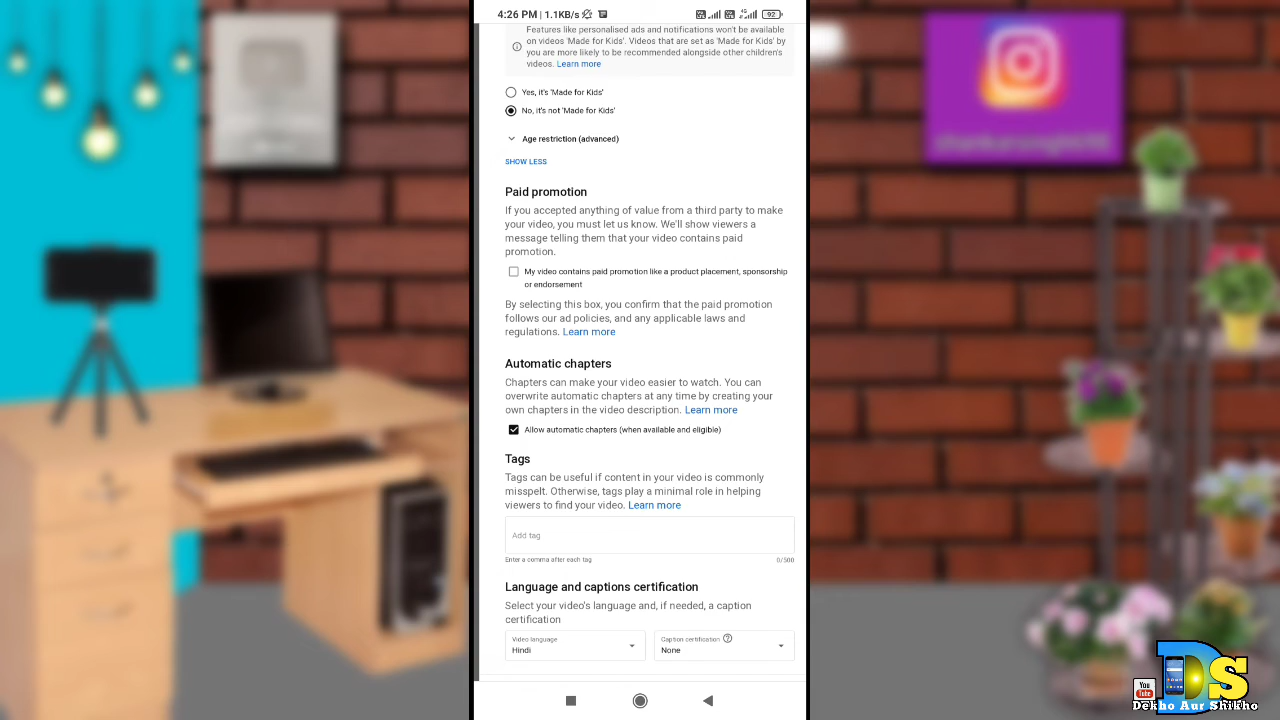 4:26 PM | 1.1KB/s
4G
92
Features like personalised ads and notifications won't be available
on videos 'Made for Kids'. Videos that are set as 'Made for Kids' by
you are more likely to be recommended alongside other children's
videos. Learn more
Yes, it's 'Made for Kids'
No, it's not 'Made for Kids'
Age restriction (advanced)
SHOW LESS
Paid promotion
If you accepted anything of value from a third party to make
your video, you must let us know. We'll show viewers a
message telling them that your video contains paid
promotion.
My video contains paid promotion like a product placement, sponsorship
or endorsement
By selecting this box, you confirm that the paid promotion
follows our ad policies, and any applicable laws and
regulations. Learn more
Automatic chapters
Chapters can make your video easier to watch. You can
overwrite automatic chapters at any time by creating your
own chapters in the video description. Learn more
Allow automatic chapters (when available and eligible)
Tags
Tags can be useful if content in your video is commonly
misspelt. Otherwise, tags play a minimal role in helping
viewers to find your video. Learn more
Add tag
Enter a comma after each tag
0/500
Language and captions certification
Select your video's language and, if needed, a caption
certification
Video language
Hindi
Caption certification
None
You
Tube
DS
Dekho Aur Shikho